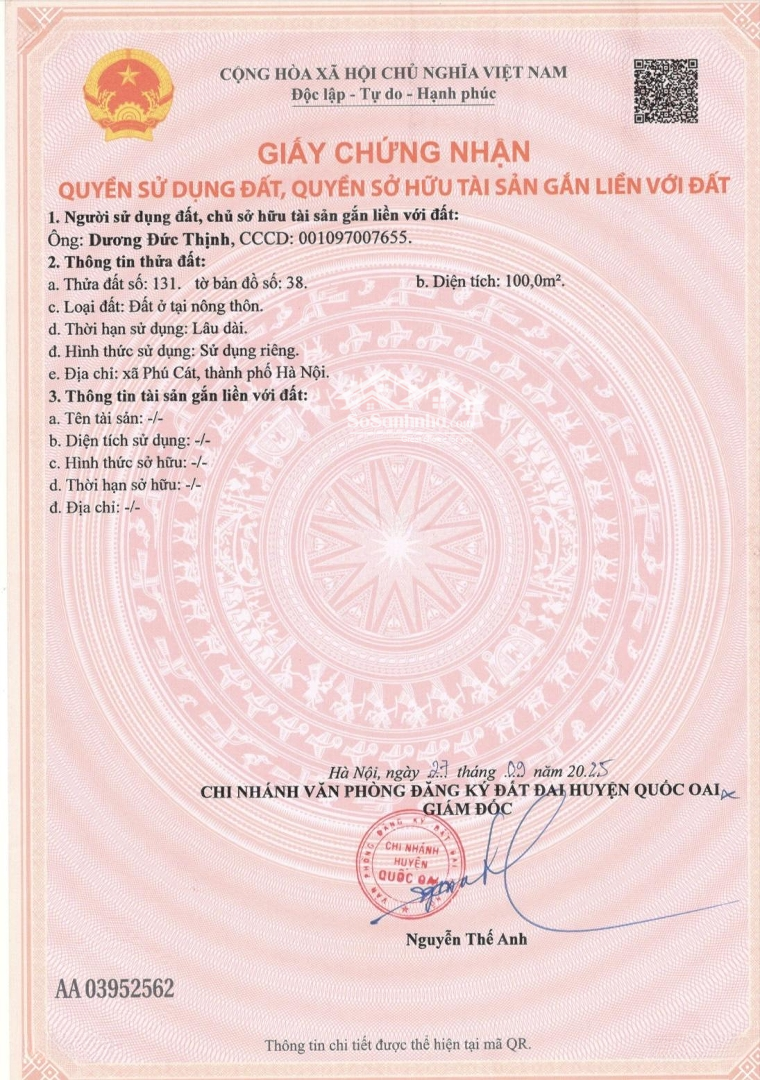 CỘNG HÒA XÃ HỘI CHỦ NGHĨA VIỆT NAM
Độc lập - Tự do - Hạnh phúc
GIẤY CHỨNG NHẬN
QUYỀN SỬ DỤNG ĐẤT, QUYỀN SỞ HỮU TÀI SẢN GẮN LIỀN VỚI ĐẤT
1. Người sử dụng đất, chủ sở hữu tài sản gắn liền với đất:
Ông: Dương Đức Thịnh, CCCD: 001097007655.
2. Thông tin thửa đất:
a. Thửa đất số: 131. tờ bản đồ số: 38. b. Diện tích: 100,0m².
c. Loại đất: Đất ở tại nông thôn.
d. Thời hạn sử dụng: Lâu dài.
đ. Hình thức sử dụng: Sử dụng riêng.
e. Địa chỉ: xã Phú Cát, thành phố Hà Nội.
3. Thông tin tài sản gắn liền với đất:
a. Tên tài sản: -/-
SoSanhnha.com
b. Diện tích sử dụng: -/-
c. Hình thức sở hữu: -/-
d. Thời hạn sở hữu: -/-
đ. Địa chỉ: -/-
Hà Nội, ngày 27 tháng 09 năm 2025
CHI NHÁNH VĂN PHÒNG ĐĂNG KÝ ĐẤT ĐAI HUYỆN QUỐC OAI
GIÁM ĐỐC
VĂN PHÒNG ĐĂNG KÝ ĐẤT ĐAI
CHI NHÁNH
HUYỆN
QUỐC OAI
Nguyễn Thế Anh
AA 03952562
Thông tin chi tiết được thể hiện tại mã QR.